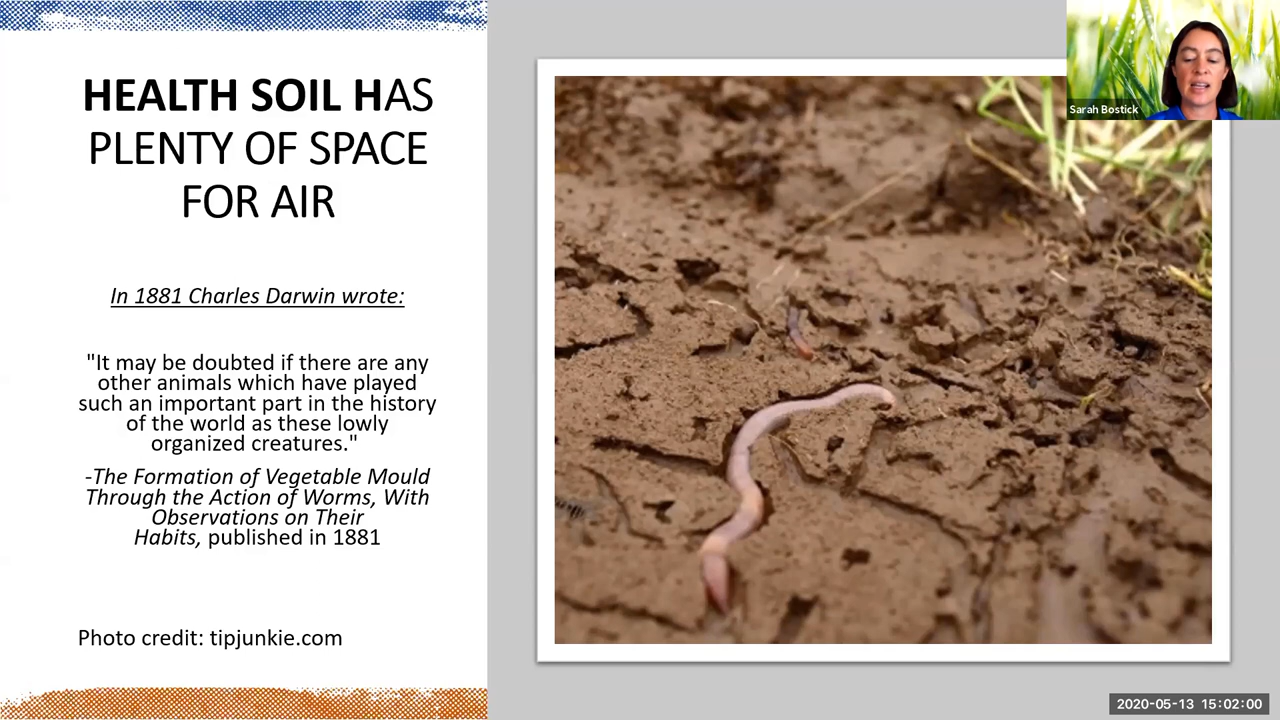 HEALTH SOIL HAS
PLENTY OF SPACE
FOR AIR
In 1881 Charles Darwin wrote:
"It may be doubted if there are any
other animals which have played
such an important part in the history
of the world as these lowly
organized creatures."
-The Formation of Vegetable Mould
Through the Action of Worms, With
Observations on Their
Habits, published in 1881
Photo credit: tipjunkie.com
Sarah Bostick
2020-05-13 15:02:00